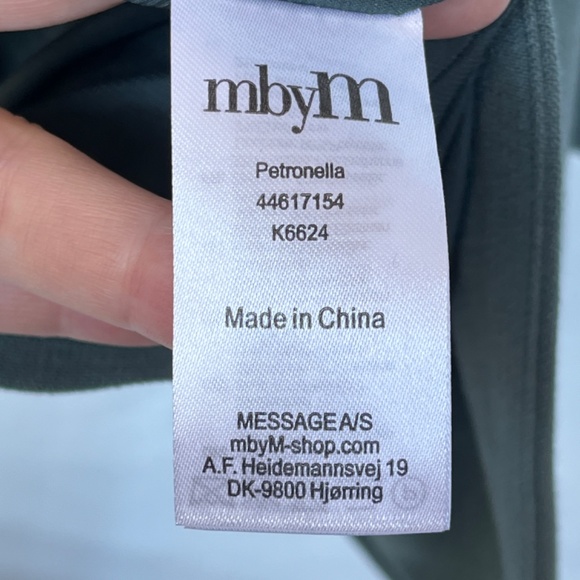 mbyM
Petronella
44617154
K6624
Made in China
MESSAGE A/S
mbyM-shop.com
A.F. Heidemannsvej 19
DK-9800 Hjørring